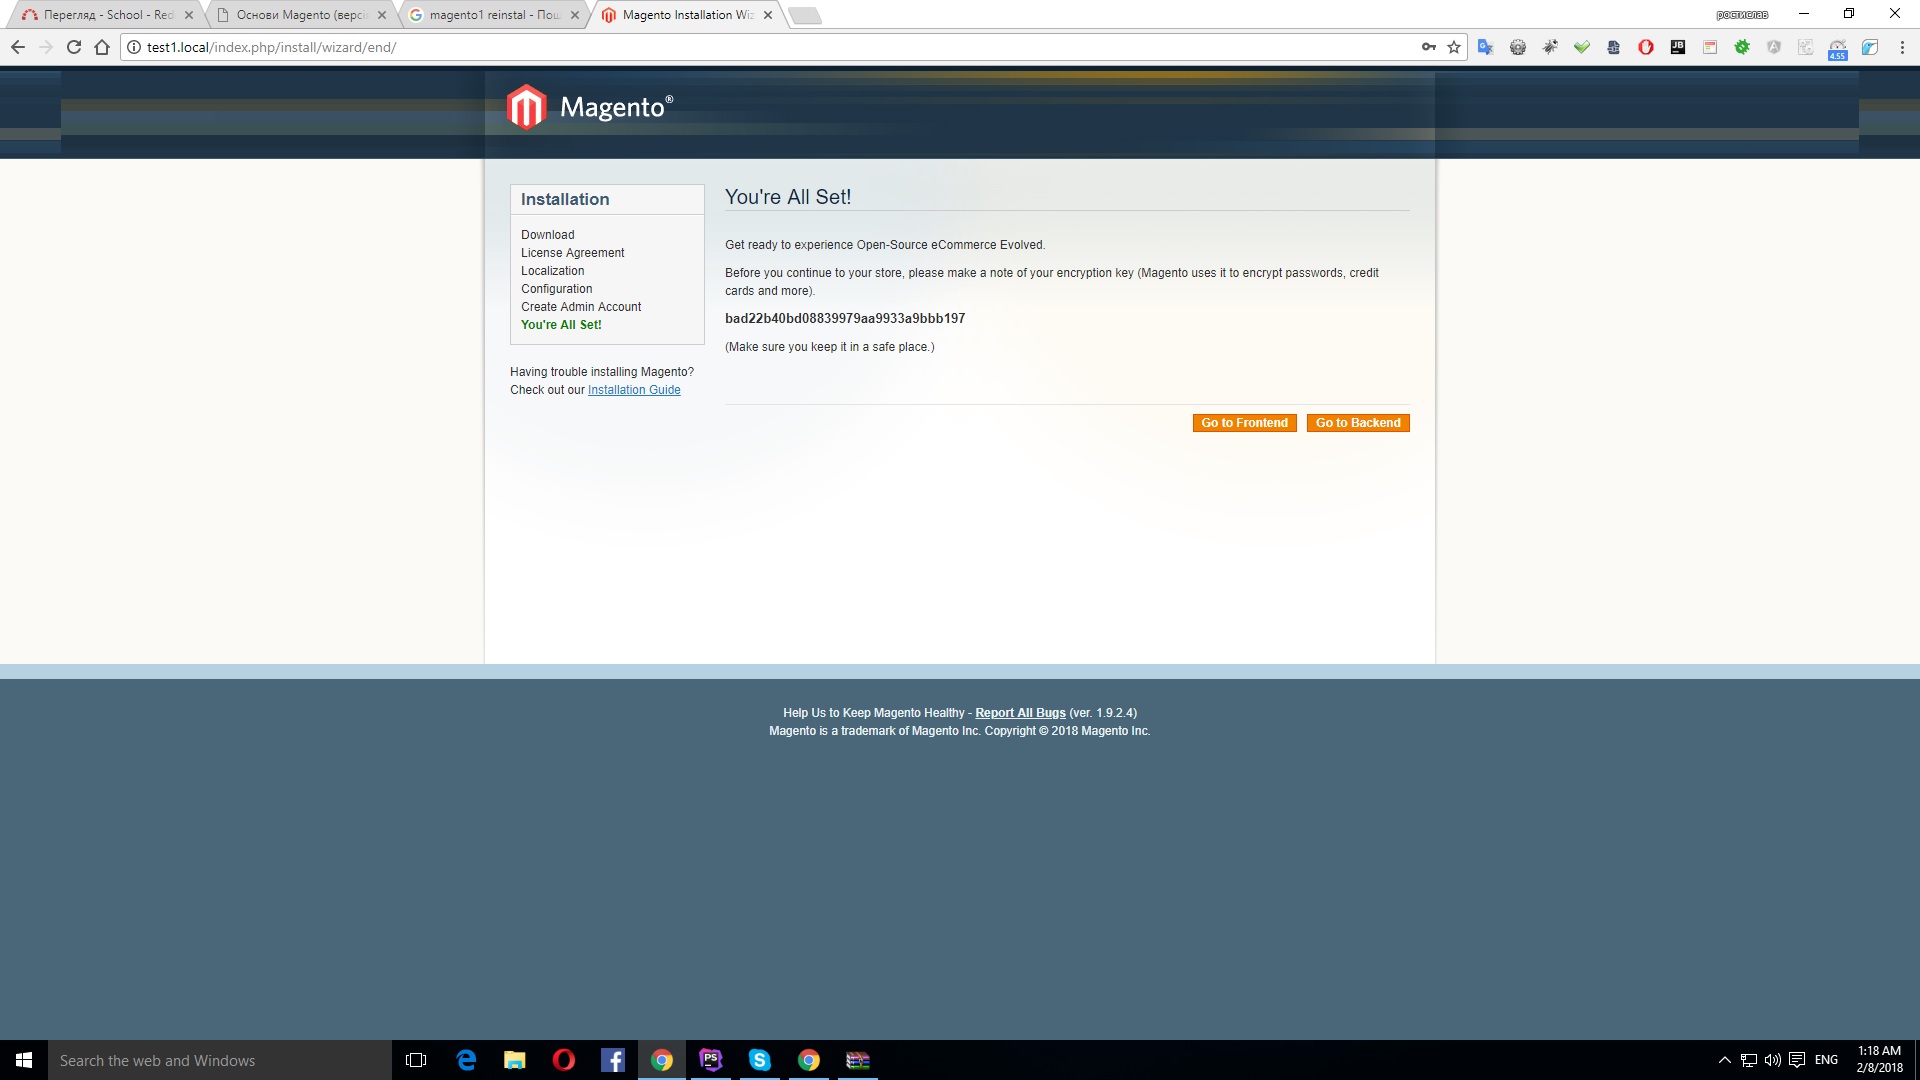 Перегляд - School - Red
Основи Magento (версі
magento1 reinstal - Пош
Magento Installation Wiz
ростислав
test1.local/index.php/install/wizard/end/
JB
4.55
Magento®
Installation
Download
License Agreement
Localization
Configuration
Create Admin Account
You're All Set!
Having trouble installing Magento?
Check out our Installation Guide
You're All Set!
Get ready to experience Open-Source eCommerce Evolved.
Before you continue to your store, please make a note of your encryption key (Magento uses it to encrypt passwords, credit
cards and more).
bad22b40bd08839979aa9933a9bbb197
(Make sure you keep it in a safe place.)
Go to Frontend
Go to Backend
Help Us to Keep Magento Healthy - Report All Bugs (ver. 1.9.2.4)
Magento is a trademark of Magento Inc. Copyright © 2018 Magento Inc.
Search the web and Windows
PS
ENG
1:18 AM
2/8/2018